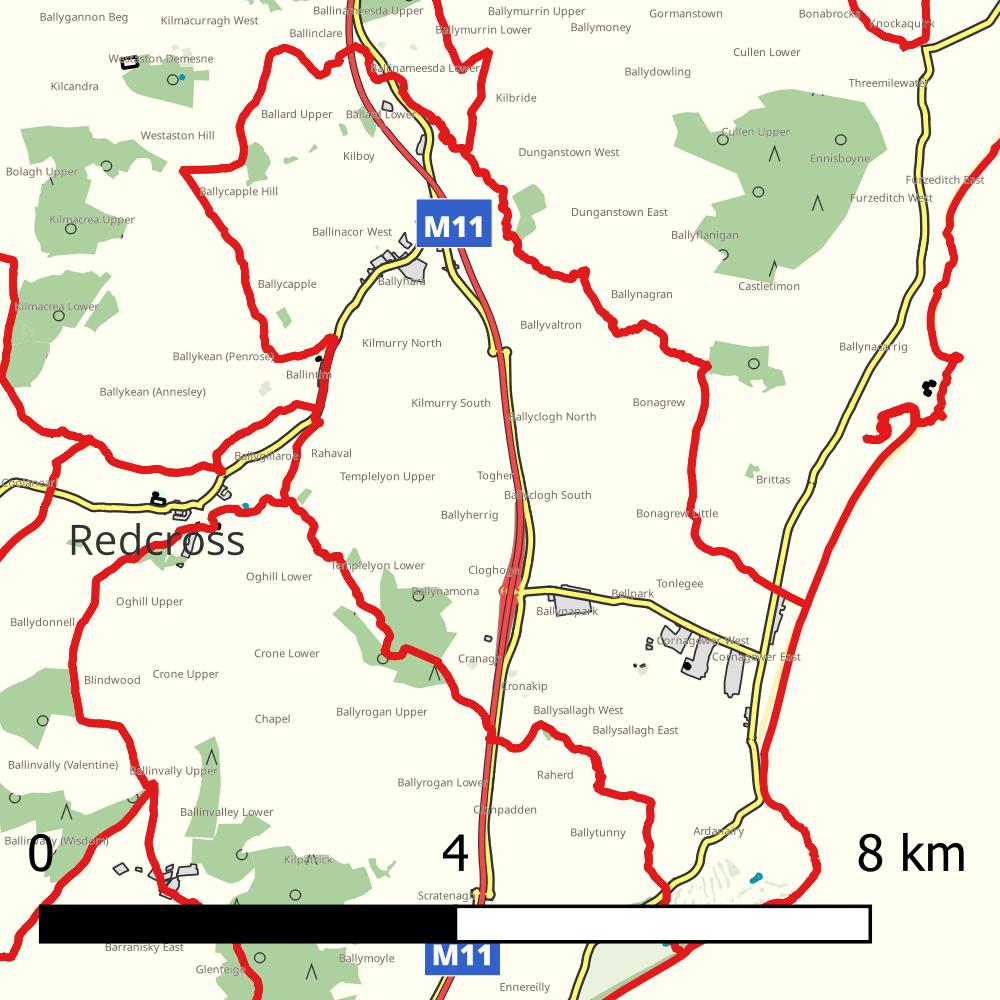 Ballinameesda Upper
Ballymurrin Upper
Gormanstown
Bonabrocka
Ballygannon Beg
Kilmacurragh West
Knockaquirk
Ballinclare
Ballymurrin Lower
Ballymoney
Cullen Lower
Westaston Demesne
Ballinameesda Lower
Ballydowling
Kilcandra
Threemilewater
Kilbride
Ballard Upper
Ballard Lower
Westaston Hill
Cullen Upper
Kilboy
Dunganstown West
Ennisboyne
Bolagh Upper
Furzeditch East
Ballycapple Hill
Furzeditch West
Kilmacrea Upper
Dunganstown East
M11
Ballinacor West
Ballyflanigan
Ballycapple
Castletimon
Ballynagran
Kilmacrea Lower
Ballyvaltron
Kilmurry North
Ballynacarrig
Ballykean (Penrose)
Ballintim
Ballykean (Annesley)
Kilmurry South
Bonagrew
Ballyclogh North
Ballygillaroe
Rahaval
Templelyon Upper
Togher
Brittas
Coolancarl
Ballyclogh South
Ballyherrig
Bonagrew Little
Redcross
Templelyon Lower
Cloghoge
Oghill Lower
Tonlegee
Ballynamona
Bellpark
Oghill Upper
Ballynapark
Ballydonnell
Cornagower West
Crone Lower
Cranagh
Cornagower East
Crone Upper
Blindwood
Cronakip
Ballyrogan Upper
Ballysallagh West
Chapel
Ballysallagh East
Ballinvally (Valentine)
Ballinvally Upper
Raherd
Ballyrogan Lower
Ballinvalley Lower
Compadden
Ballytunny
Ardanairy
Ballinvally (Wisdom)
0
4
8 km
Kilpatrick
Scratenagh
Barranisky East
M11
Ballymoyle
Glenteige
Ennereilly